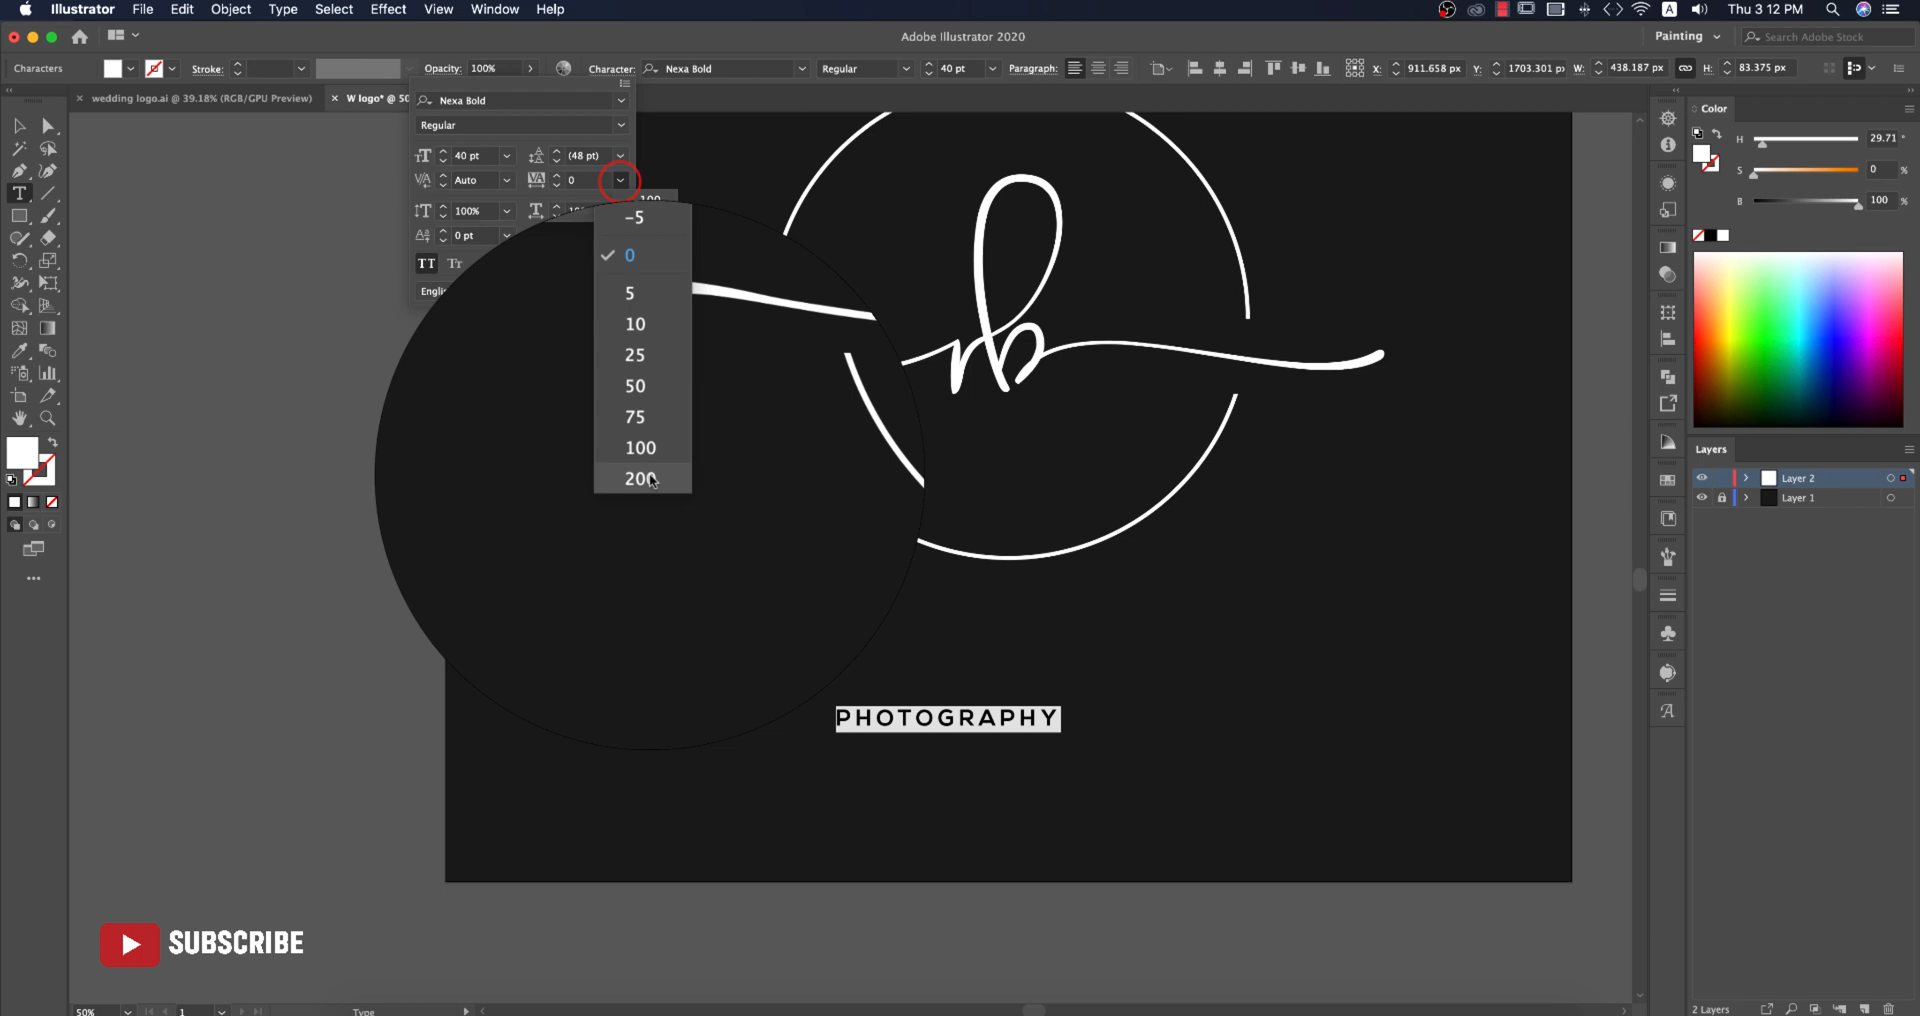 Illustrator File Edit Object Type Select Effect View Window Help
A Thu 3 12 PM
Adobe Illustrator 2020
Painting
Search Adobe Stock
Characters Stroke: Opacity: 100% Character: Nexa Bold Regular 40 pt Paragraph: X: 911.658 px Y: 1703.301 px W: 438.187 px H: 83.375 px
× wedding logo.ai @ 39.18% (RGB/GPU Preview) × W logo* @ 50
Nexa Bold
Regular
40 pt (48 pt)
Auto 0
100%
0 pt
TT Tr
Engli
-5
0
5
10
25
50
75
100
200
rb
PHOTOGRAPHY
SUBSCRIBE
Color
H 29.71 °
S 0 %
B 100 %
Layers
Layer 2
Layer 1
2 Layers
50% 1 Type